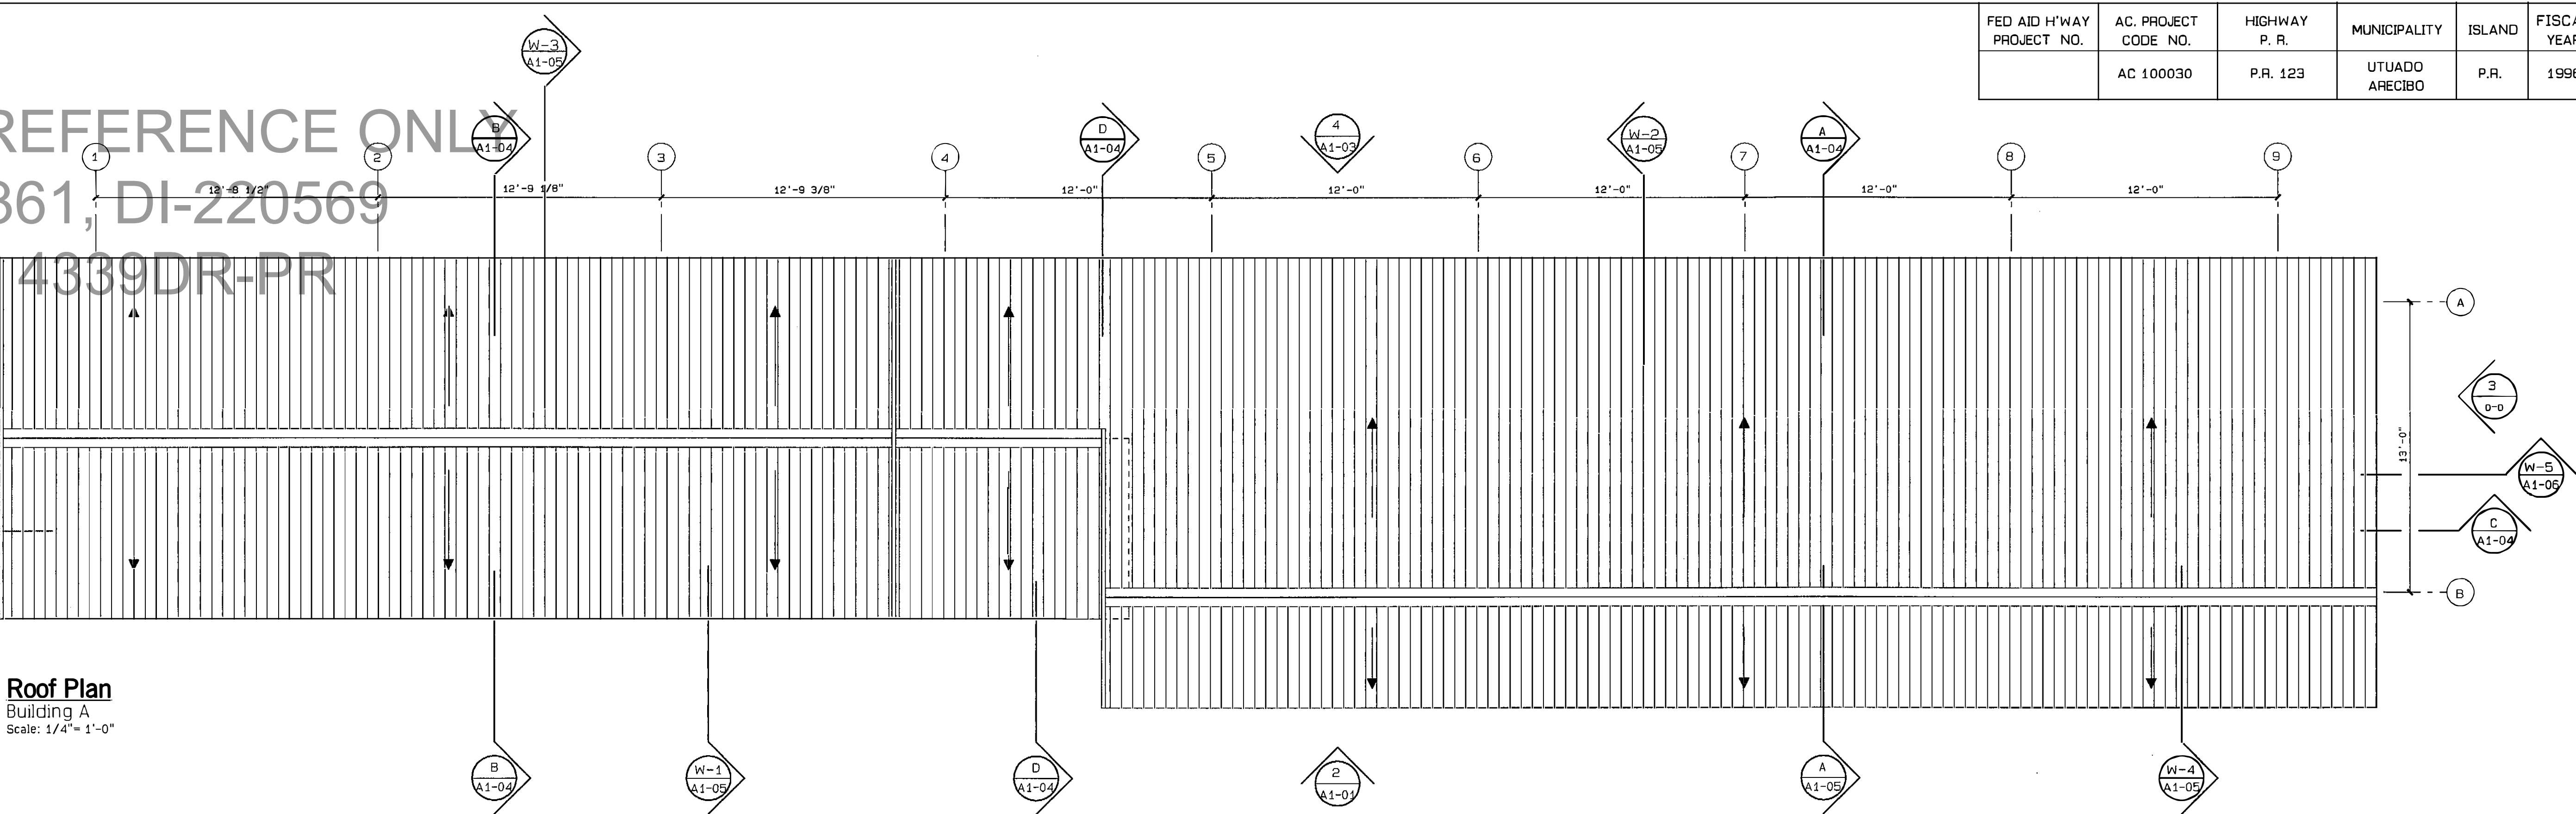 FED AID H'WAY PROJECT NO.
AC. PROJECT CODE NO.
HIGHWAY P. R.
MUNICIPALITY
ISLAND
AC 100030
P.R. 123
UTUADO ARECIBO
P.R.
REFERENCE ONLY
DI-220569
4339DR-PR
W-3
A1-05
B
A1-04
D
A1-04
4
A1-03
W-2
A1-05
A
A1-04
1
2
3
4
5
6
7
8
9
12'-8 1/2"
12'-9 1/8"
12'-9 3/8"
12'-0"
12'-0"
12'-0"
12'-0"
12'-0"
A
3
D-D
13'-0"
W-5
A1-06
C
A1-04
B
Roof Plan
Building A
Scale: 1/4"= 1'-0"
B
A1-04
W-1
A1-05
D
A1-04
2
A1-01
A
A1-05
W-4
A1-05